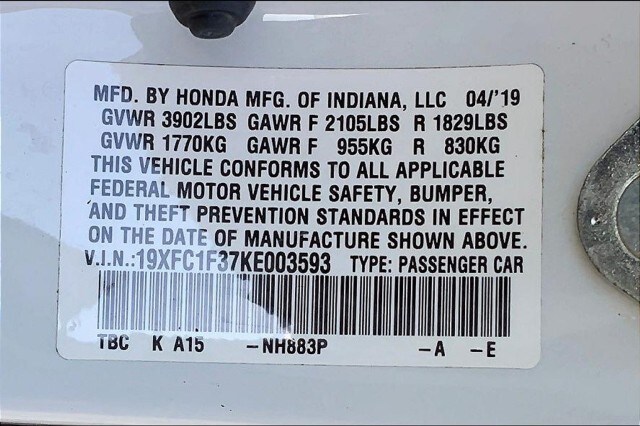 MFD. BY HONDA MFG. OF INDIANA, LLC 04/'19
GVWR 3902LBS GAWR F 2105LBS R 1829LBS
GVWR 1770KG GAWR F 955KG R 830KG
THIS VEHICLE CONFORMS TO ALL APPLICABLE
FEDERAL MOTOR VEHICLE SAFETY, BUMPER,
AND THEFT PREVENTION STANDARDS IN EFFECT
ON THE DATE OF MANUFACTURE SHOWN ABOVE.
V.I.N.:19XFC1F37KE003593 TYPE: PASSENGER CAR
TBC K A15 -NH883P -A -E